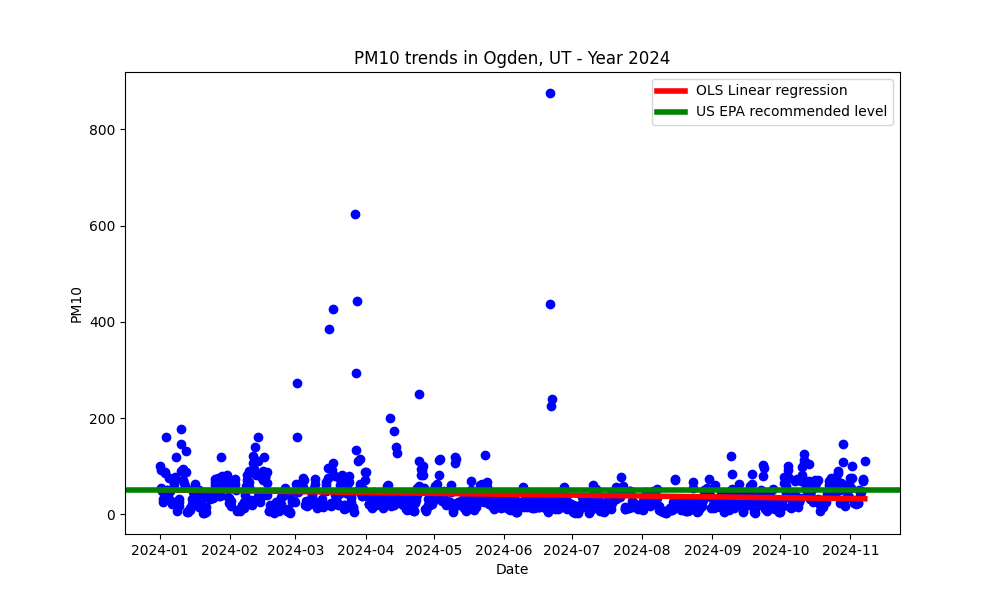 PM10 trends in Ogden, UT - Year 2024
OLS Linear regression
US EPA recommended level
800
600
400
200
0
PM10
2024-01 2024-02 2024-03 2024-04 2024-05 2024-06 2024-07 2024-08 2024-09 2024-10 2024-11
Date